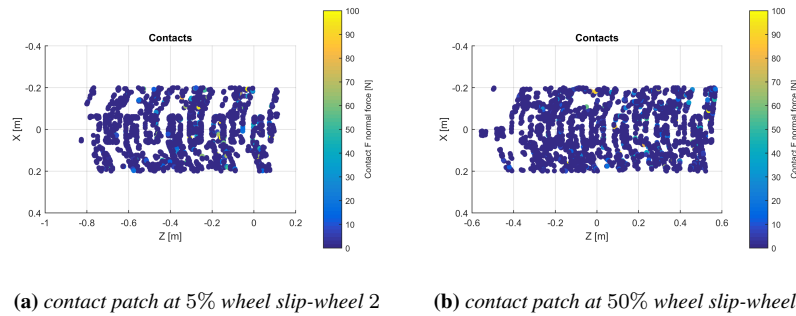 Contacts
-0.4
-0.2
0
0.2
0.4
X [m]
-1 -0.8 -0.6 -0.4 -0.2 0 0.2
Z [m]
100
90
80
70
60
50
40
30
20
10
0
Contact F normal force [N]
Contacts
-0.4
-0.2
0
0.2
0.4
X [m]
-0.6 -0.4 -0.2 0 0.2 0.4 0.6
Z [m]
100
90
80
70
60
50
40
30
20
10
0
Contact F normal force [N]
(a) contact patch at 5% wheel slip-wheel 2
(b) contact patch at 50% wheel slip-wheel